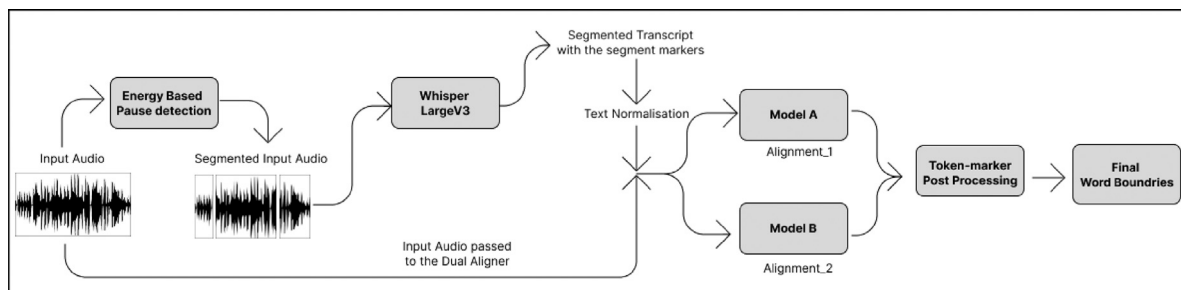 Segmented Transcript
with the segment markers
Energy Based
Pause detection
Whisper
LargeV3
Text Normalisation
Model A
Alignment_1
Input Audio
Segmented Input Audio
Token-marker
Post Processing
Final
Word Boundries
Model B
Alignment_2
Input Audio passed
to the Dual Aligner